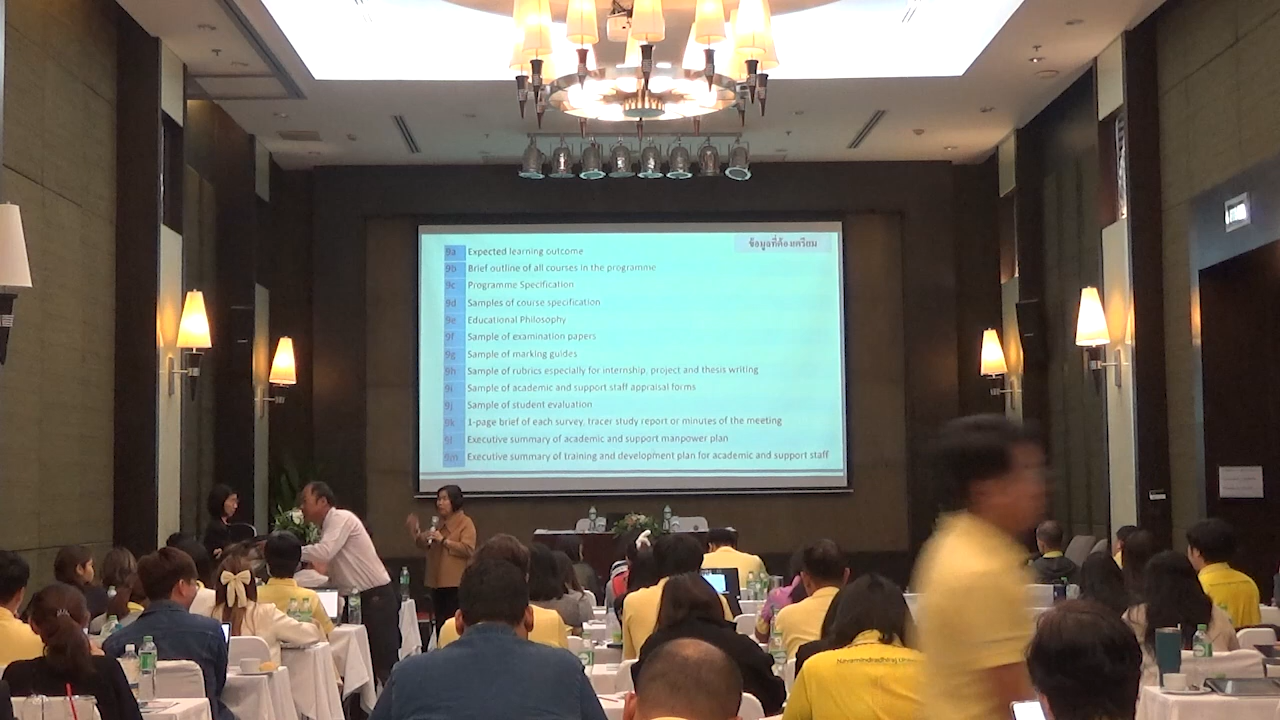 ข้อมูลที่ต้องเตรียม
9a Expected learning outcome
9b Brief outline of all courses in the programme
9c Programme Specification
9d Samples of course specification
9e Educational Philosophy
9f Sample of examination papers
9g Sample of marking guides
9h Sample of rubrics especially for internship, project and thesis writing
9i Sample of academic and support staff appraisal forms
9j Sample of student evaluation
9k 1-page brief of each survey, tracer study report or minutes of the meeting
9l Executive summary of academic and support manpower plan
9m Executive summary of training and development plan for academic and support staff
Navamindradhiraj